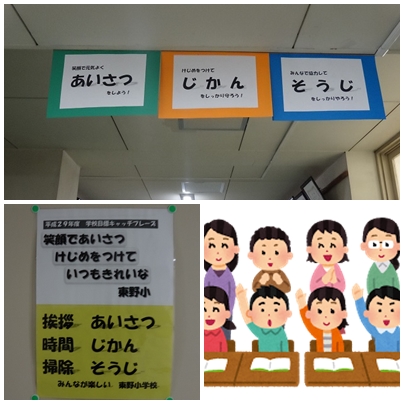 笑顔で元気よく
あいさつ
をしよう!
けじめをつけて
じかん
をしっかり守ろう!
みんなで協力して
そうじ
をしっかりやろう!
平成29年度 学校目標キャッチフレーズ
笑顔であいさつ
けじめをつけて
いつもきれいな
東野小
挨拶 あいさつ
時間 じかん
掃除 そうじ
みんなが楽しい 東野小学校